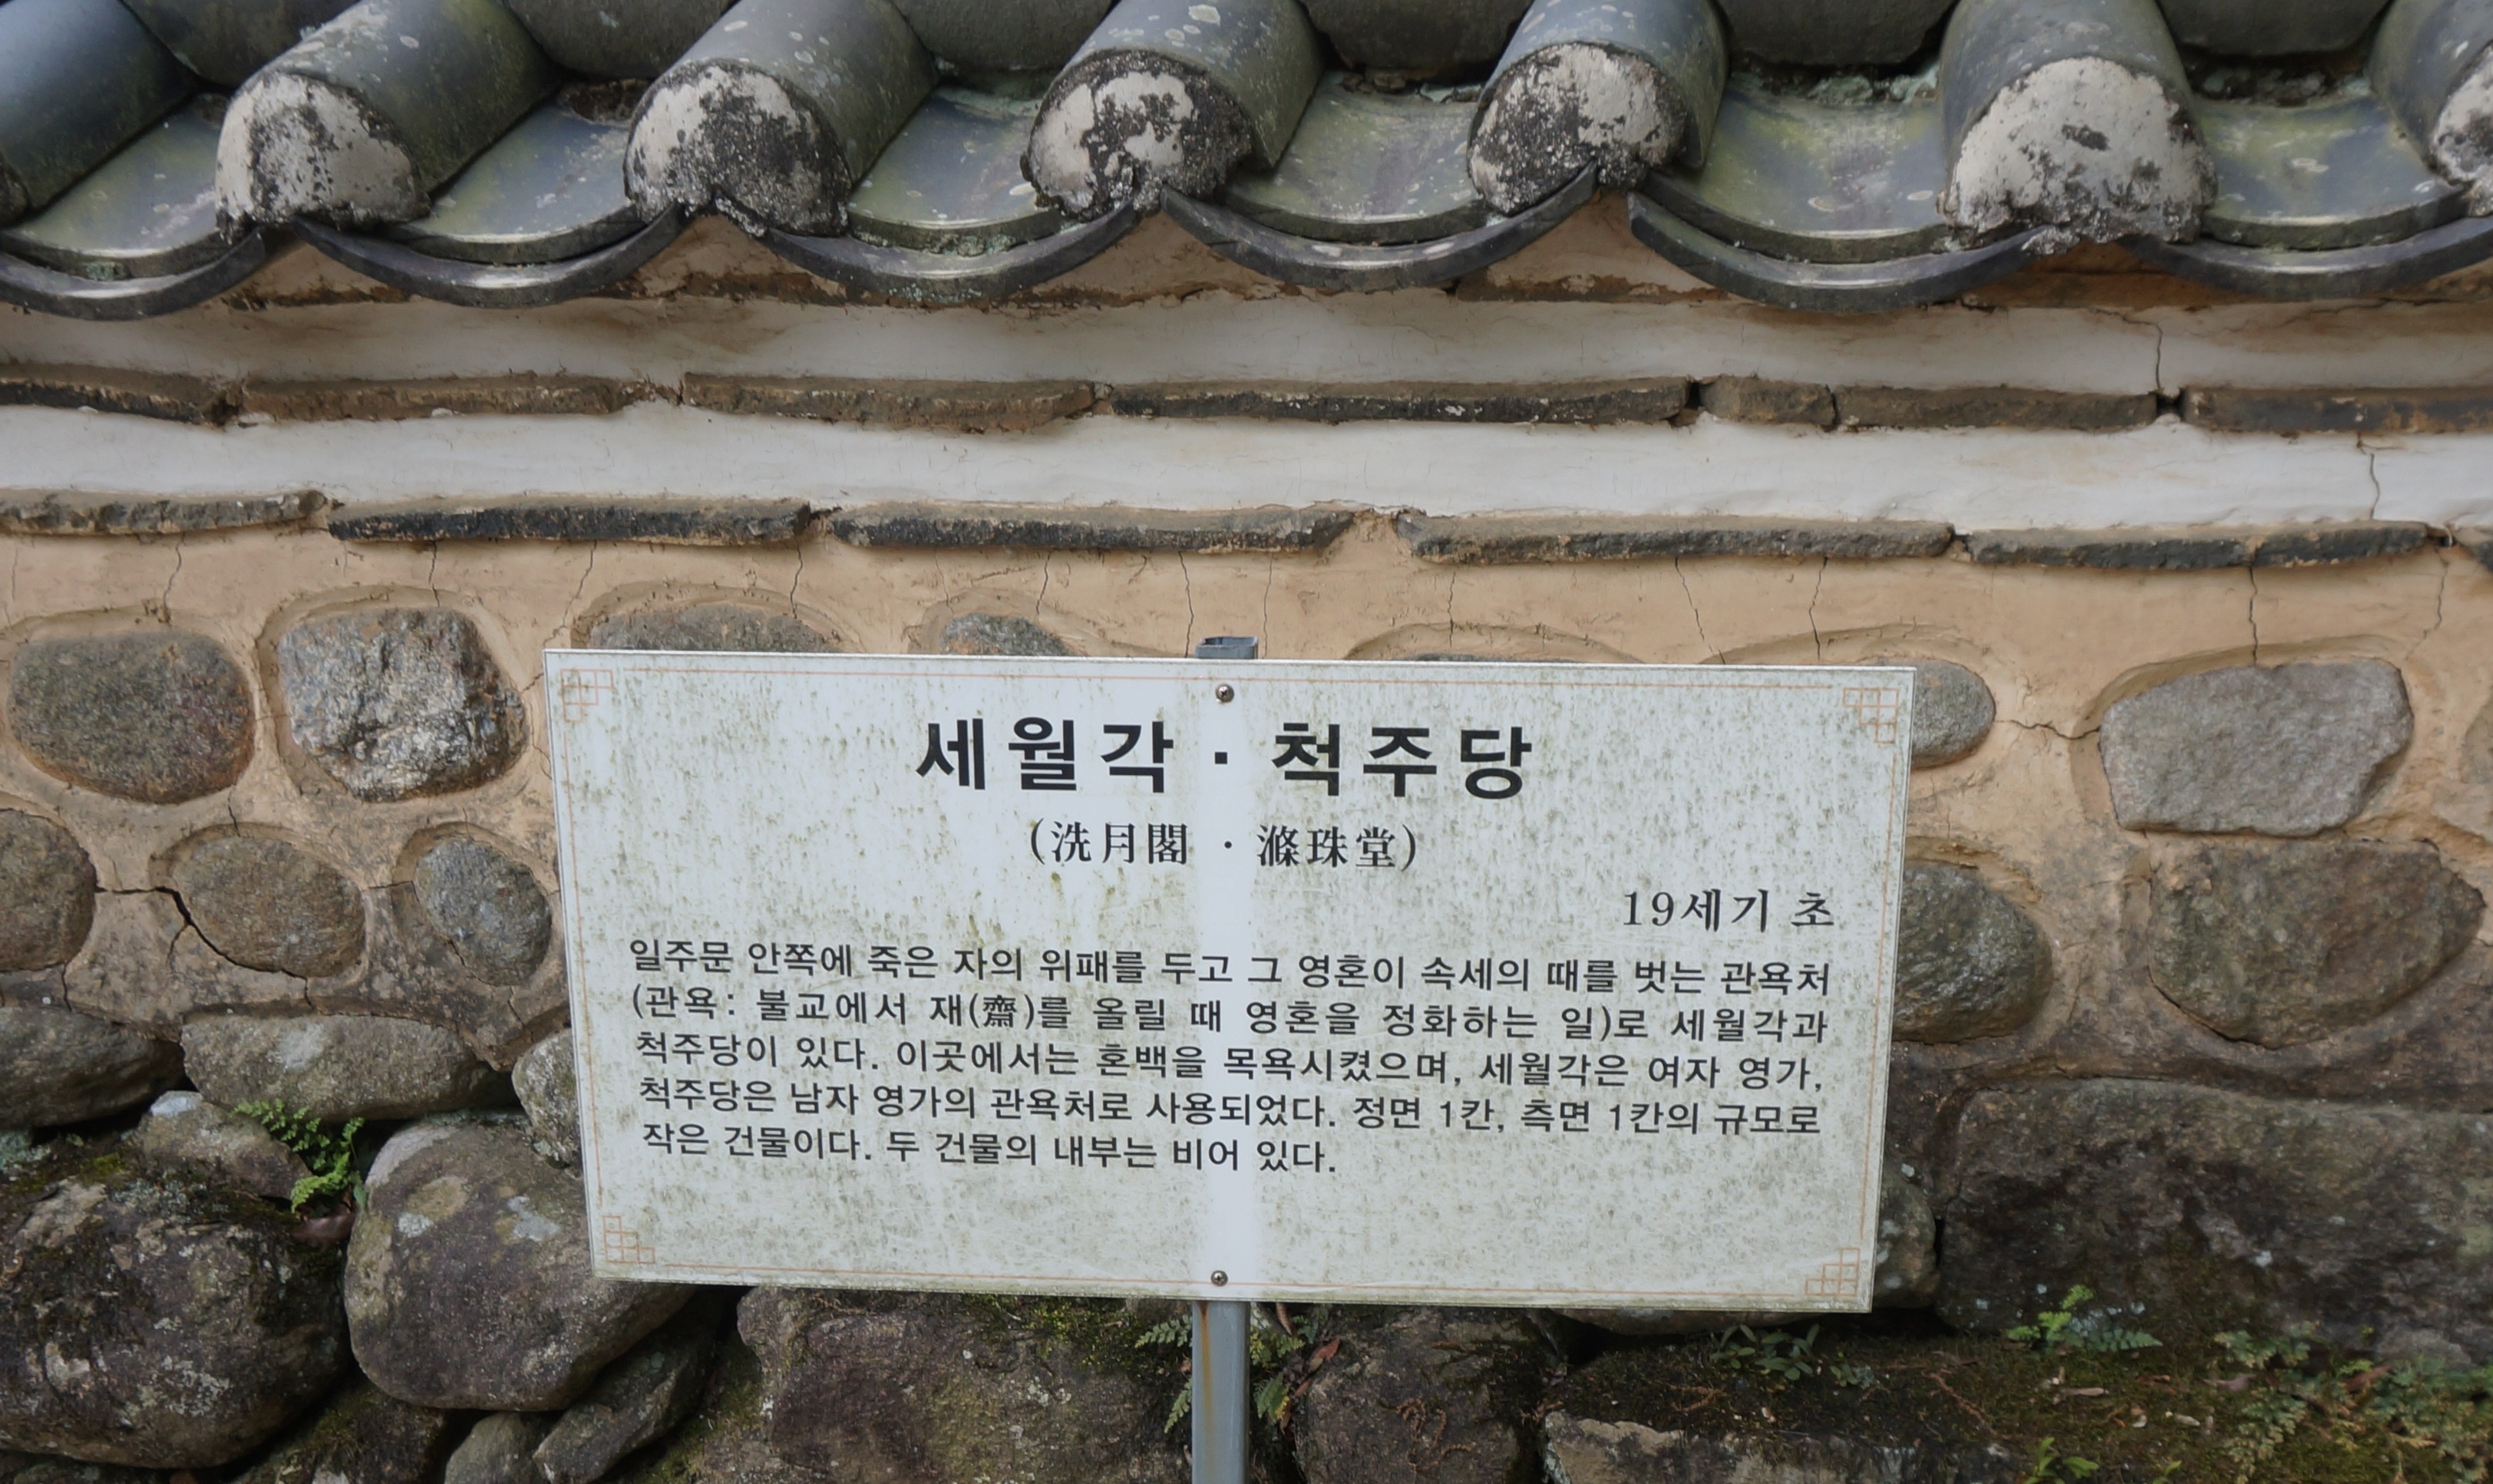 세월각 · 척주당
(洗月閣 · 滌珠堂)
19세기 초
일주문 안쪽에 죽은 자의 위패를 두고 그 영혼이 속세의 때를 벗는 관욕처
(관욕: 불교에서 재(齋)를 올릴 때 영혼을 정화하는 일)로 세월각과
척주당이 있다. 이곳에서는 혼백을 목욕시켰으며, 세월각은 여자 영가,
척주당은 남자 영가의 관욕처로 사용되었다. 정면 1칸, 측면 1칸의 규모로
작은 건물이다. 두 건물의 내부는 비어 있다.